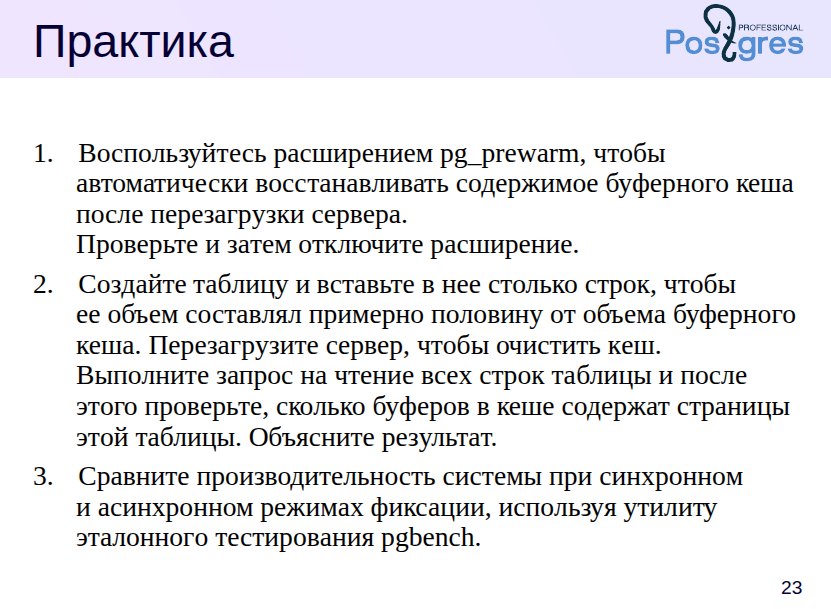 Практика
PROFESSIONAL
Postgres
1. Воспользуйтесь расширением pg_prewarm, чтобы
автоматически восстанавливать содержимое буферного кеша
после перезагрузки сервера.
Проверьте и затем отключите расширение.
2. Создайте таблицу и вставьте в нее столько строк, чтобы
ее объем составлял примерно половину от объема буферного
кеша. Перезагрузите сервер, чтобы очистить кеш.
Выполните запрос на чтение всех строк таблицы и после
этого проверьте, сколько буферов в кеше содержат страницы
этой таблицы. Объясните результат.
3. Сравните производительность системы при синхронном
и асинхронном режимах фиксации, используя утилиту
эталонного тестирования pgbench.
23